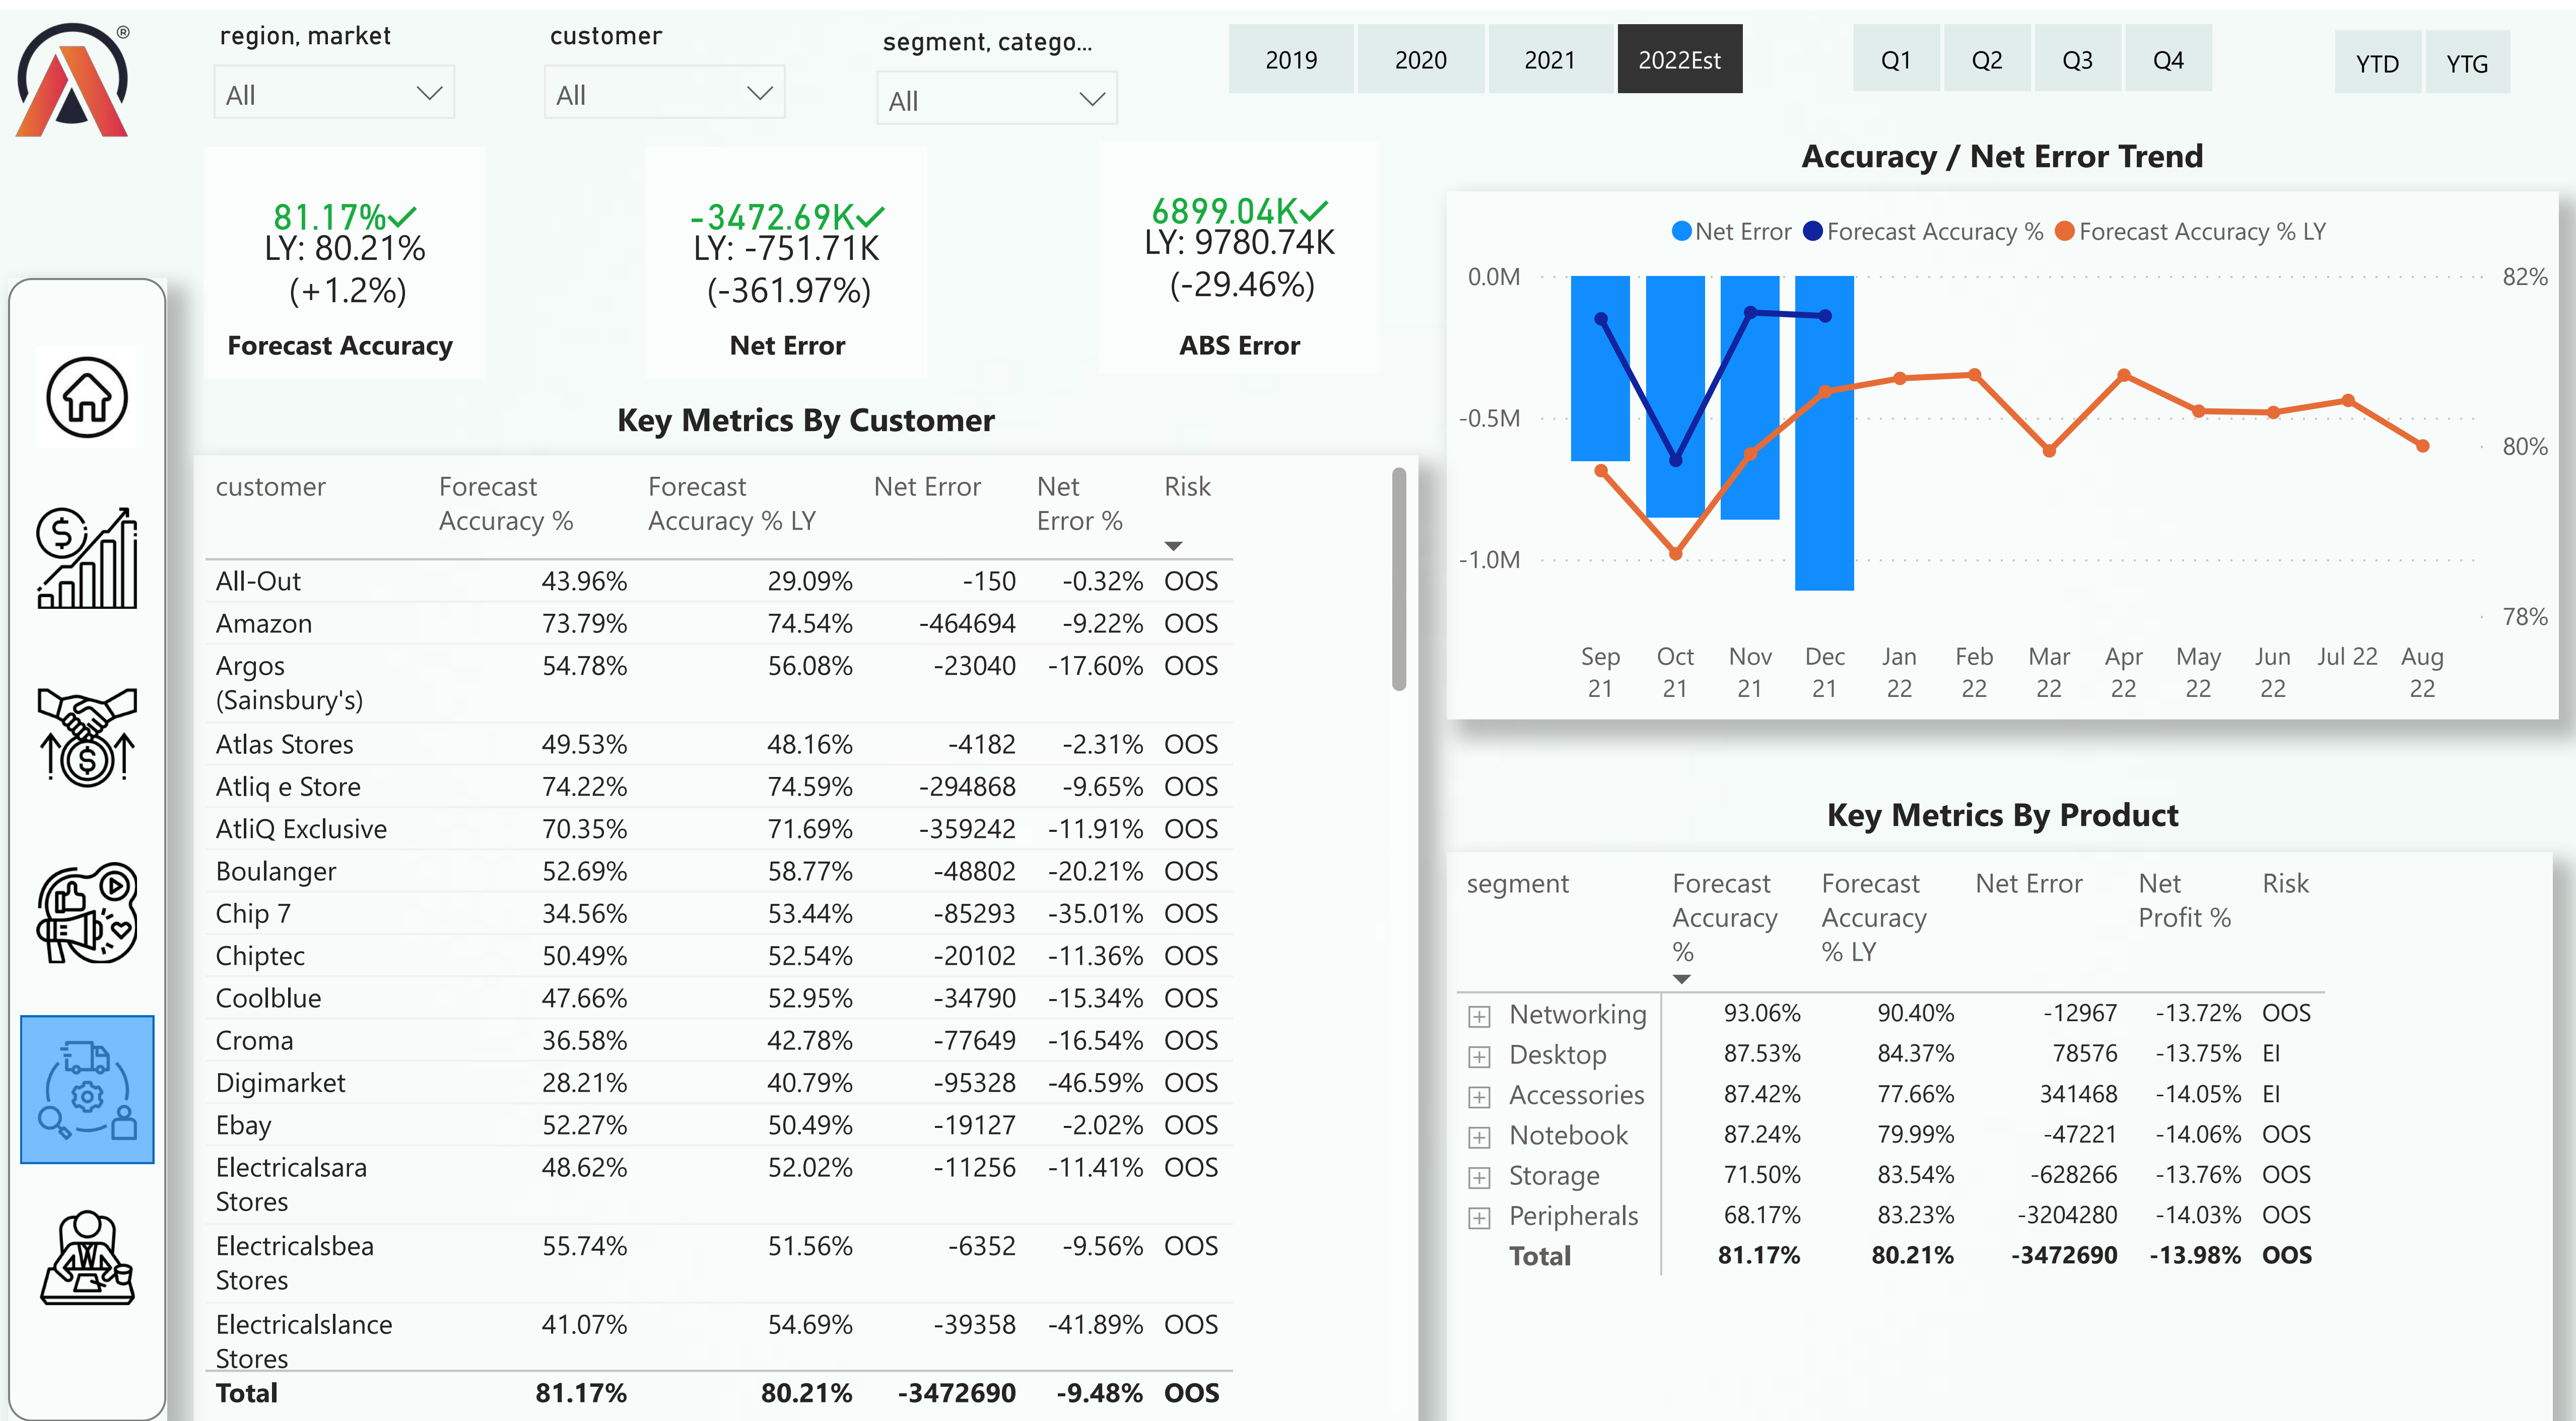 ®
region, market
customer
segment, catego...
All
All
All
2019 2020 2021 2022Est
Q1 Q2 Q3 Q4
YTD YTG
81.17%✓
LY: 80.21%
(+1.2%)
Forecast Accuracy
-3472.69K✓
LY: -751.71K
(-361.97%)
Net Error
6899.04K✓
LY: 9780.74K
(-29.46%)
ABS Error
Key Metrics By Customer
customer Forecast Accuracy % Forecast Accuracy % LY Net Error Net Error % Risk
All-Out 43.96% 29.09% -150 -0.32% OOS
Amazon 73.79% 74.54% -464694 -9.22% OOS
Argos 54.78% 56.08% -23040 -17.60% OOS
(Sainsbury's)
Atlas Stores 49.53% 48.16% -4182 -2.31% OOS
Atliq e Store 74.22% 74.59% -294868 -9.65% OOS
AtliQ Exclusive 70.35% 71.69% -359242 -11.91% OOS
Boulanger 52.69% 58.77% -48802 -20.21% OOS
Chip 7 34.56% 53.44% -85293 -35.01% OOS
Chiptec 50.49% 52.54% -20102 -11.36% OOS
Coolblue 47.66% 52.95% -34790 -15.34% OOS
Croma 36.58% 42.78% -77649 -16.54% OOS
Digimarket 28.21% 40.79% -95328 -46.59% OOS
Ebay 52.27% 50.49% -19127 -2.02% OOS
Electricalsara 48.62% 52.02% -11256 -11.41% OOS
Stores
Electricalsbea 55.74% 51.56% -6352 -9.56% OOS
Stores
Electricalslance 41.07% 54.69% -39358 -41.89% OOS
Stores
Total 81.17% 80.21% -3472690 -9.48% OOS
Accuracy / Net Error Trend
Net Error Forecast Accuracy % Forecast Accuracy % LY
0.0M 82%
-0.5M 80%
-1.0M 78%
Sep Oct Nov Dec Jan Feb Mar Apr May Jun Jul 22 Aug
21 21 21 21 22 22 22 22 22 22 22
Key Metrics By Product
segment Forecast Accuracy % Forecast Accuracy % LY Net Error Net Profit % Risk
Networking 93.06% 90.40% -12967 -13.72% OOS
Desktop 87.53% 84.37% 78576 -13.75% EI
Accessories 87.42% 77.66% 341468 -14.05% EI
Notebook 87.24% 79.99% -47221 -14.06% OOS
Storage 71.50% 83.54% -628266 -13.76% OOS
Peripherals 68.17% 83.23% -3204280 -14.03% OOS
Total 81.17% 80.21% -3472690 -13.98% OOS